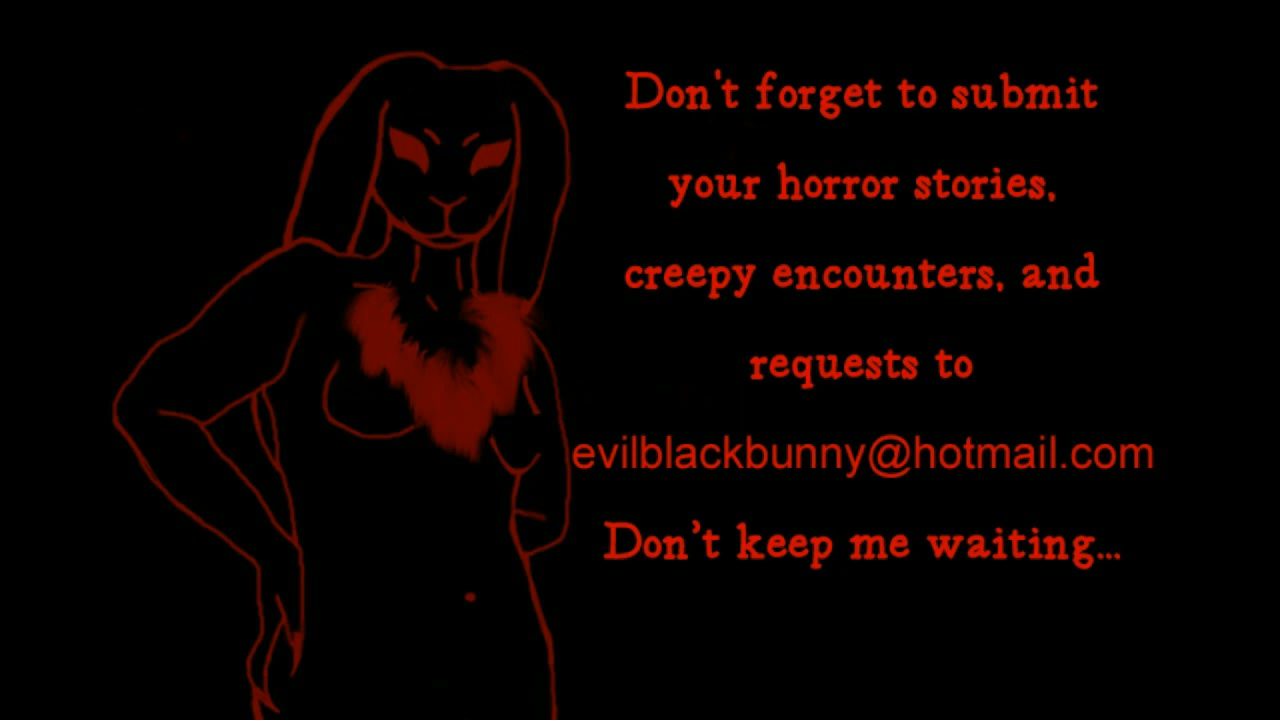 Don't forget to submit
your horror stories,
creepy encounters, and
requests to
evilblackbunny@hotmail.com
Don't keep me waiting...